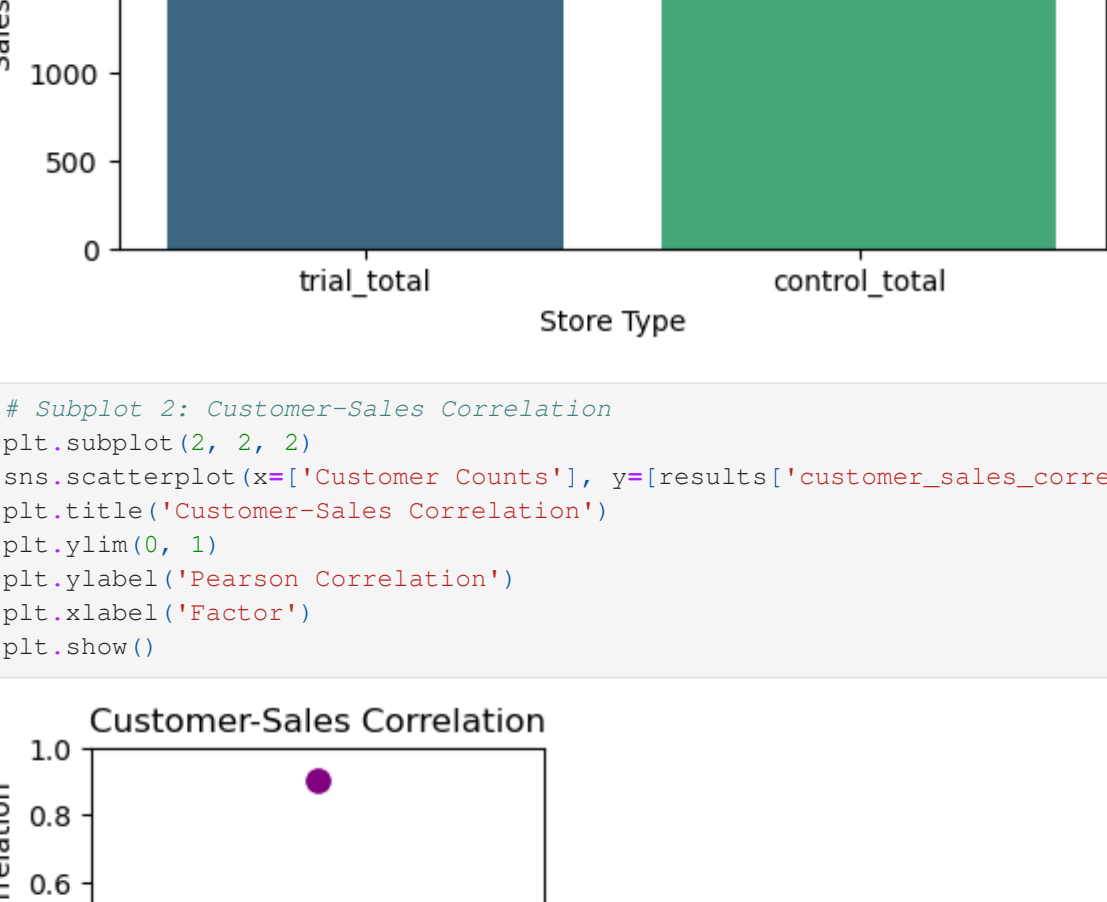 Sales
1000
500
0
trial_total control_total
Store Type
# Subplot 2: Customer-Sales Correlation
plt.subplot(2, 2, 2)
sns.scatterplot(x=['Customer Counts'], y=[results['customer_sales_corre
plt.title('Customer-Sales Correlation')
plt.ylim(0, 1)
plt.ylabel('Pearson Correlation')
plt.xlabel('Factor')
plt.show()
Customer-Sales Correlation
1.0
0.8
0.6